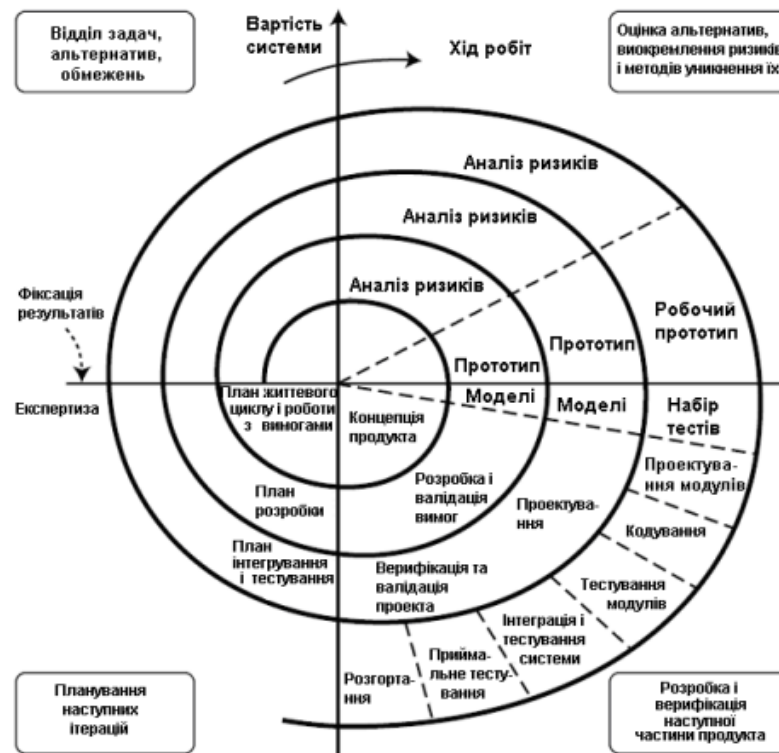 Відділ задач,
альтернатив,
обмежень
Вартість
системи
Хід робіт
Оцінка альтернатив,
виокремлення ризиків
і методів уникнення їх
Аналіз ризиків
Аналіз ризиків
Аналіз ризиків
Фіксація
результатів
Робочий
прототип
Прототип
Прототип
Експертиза
План життєвого
циклу і роботи
з вимогами
Концепція
продукта
Моделі
Моделі
Набір
тестів
План
розробки
Розробка і
валідація
вимог
Проектування
Проектува-
ння модулів
Кодування
План
інтегрування
і тестування
Верифікація та
валідація
проекта
Тестування
модулів
Інтеграція і
тестування
системи
Прийма-
льне тесту-
вання
Розгорта-
ння
Планування
наступних
ітерацій
Розробка і
верифікація
наступної
частини продукта